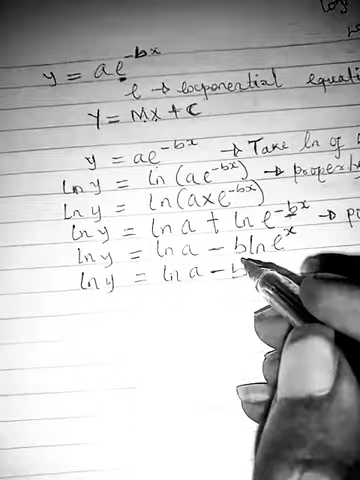 y = ae^-bx
e → exponential equati
Y = MX + C
y = ae^-bx → Take ln of
ln y = ln (ae^-bx) → propert
ln y = ln (a x e^-bx)
ln y = ln a + ln e^-bx → p
ln y = ln a - b ln e^x
ln y = ln a - b